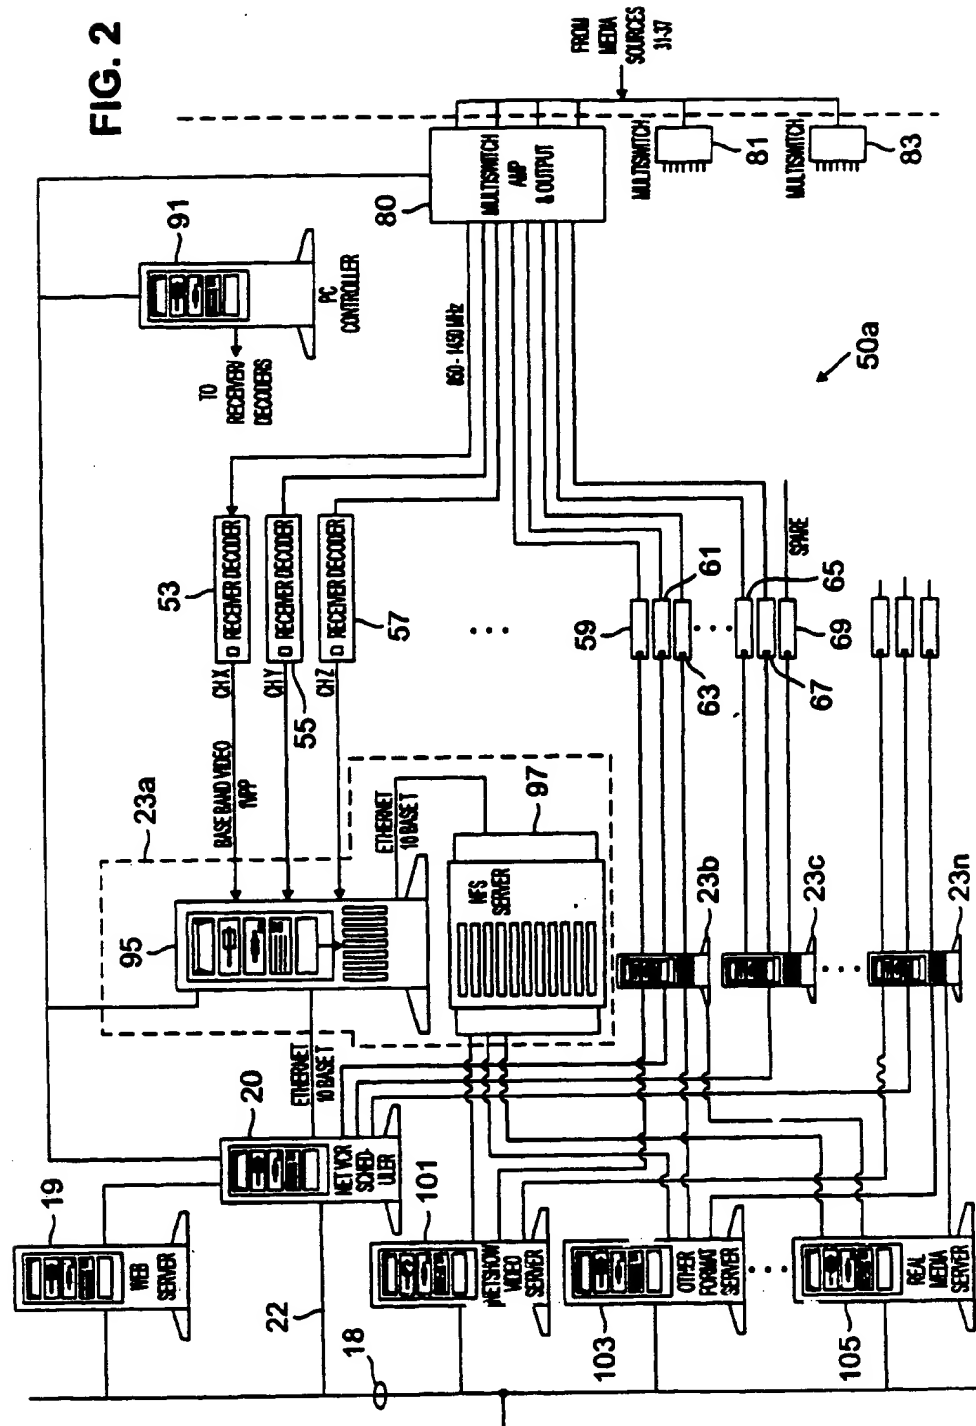 FIG. 2
FROM
MEDIA
SOURCES
31-37
MULTISWITCH
AMP
& OUTPUT
80
MULTISWITCH
81
MULTISWITCH
83
91
PC
CONTROLLER
TO
RECEIVER/
DECODERS
850 - 1450 MHz
50a
RECEIVER DECODER
53
RECEIVER DECODER
55
RECEIVER DECODER
57
CH X
CH Y
CH Z
BASE BAND VIDEO
1VPP
23a
59
61
63
65
67
69
SPARE
ETHERNET
10 BASE T
97
NFS
SERVER
95
23b
23c
23n
ETHERNET
10 BASE T
20
NET VCR
SCHED-
ULER
19
WEB
SERVER
22
18
101
NETSHOW
VIDEO
SERVER
103
OTHER
FORMAT
SERVER
105
REAL
MEDIA
SERVER